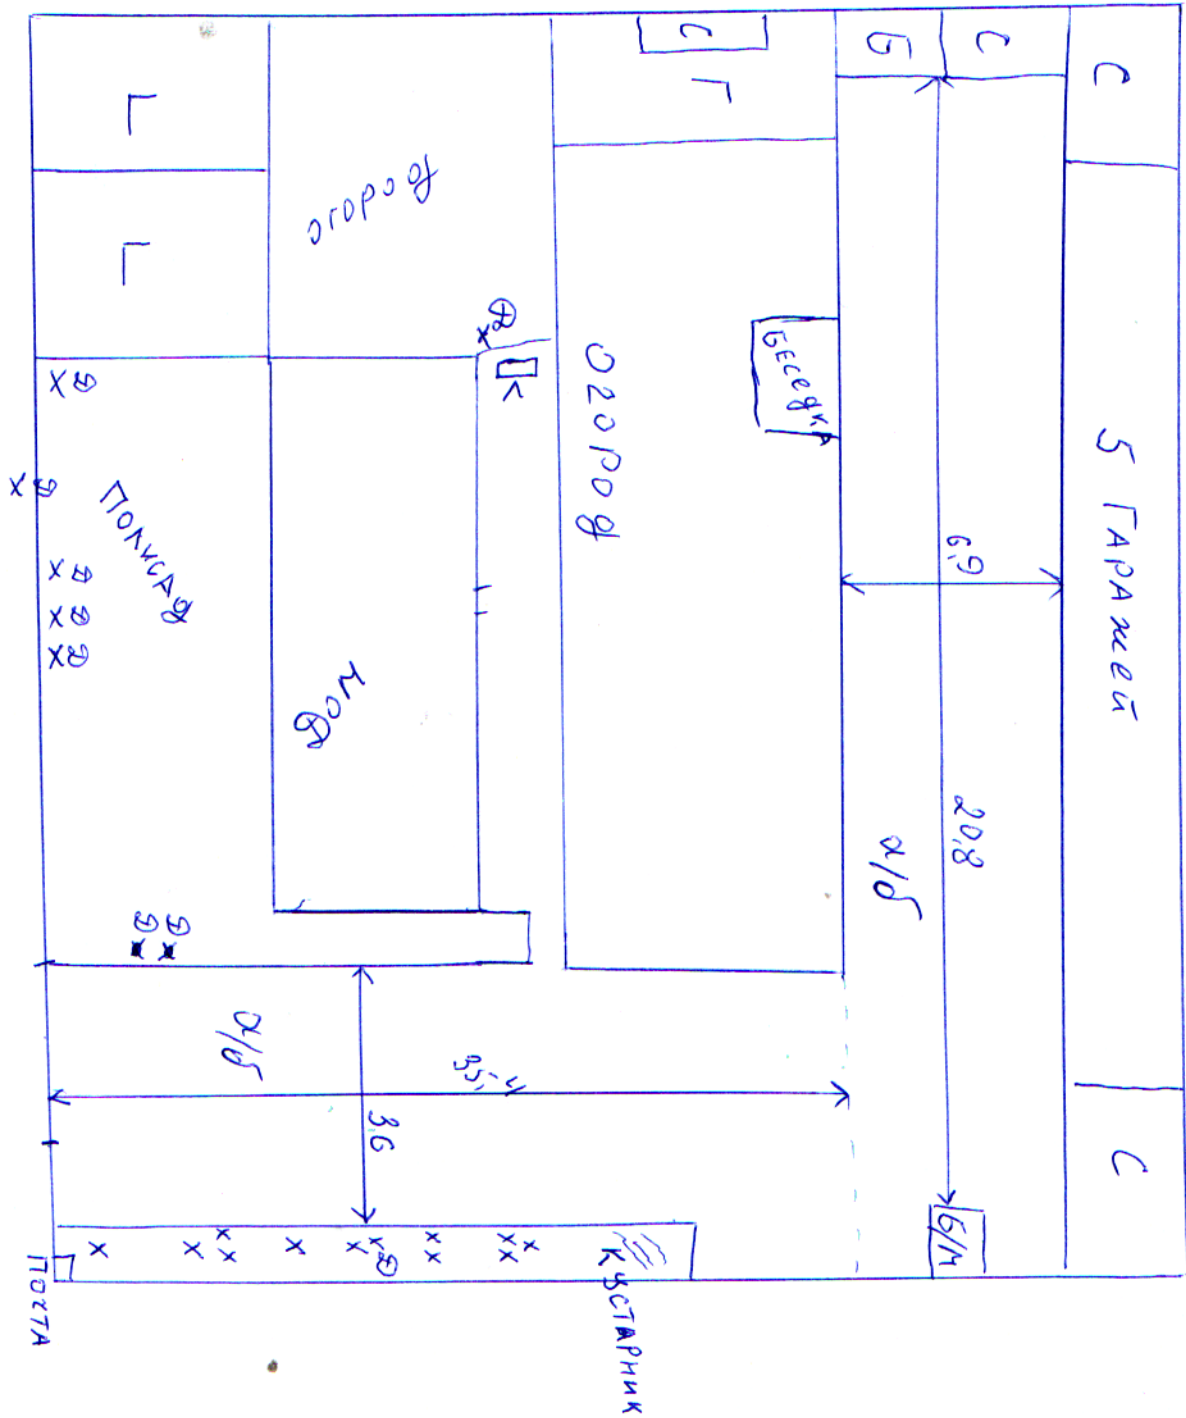 С
Г
С
Б
С
Г
Г
огород
Д
х
К
Огород
БЕСЕДКА
5 ГАРАЖЕЙ
6,9
20,8
а/б
х Д
х Д
х Д
х Д
х Д
ПОЛИСАД
ДОМ
Д Д
х х
а/б
35,4
3,6
С
Б/М
х х х х х х х х Д х х х х х
КУСТАРНИК
ПОЧТА